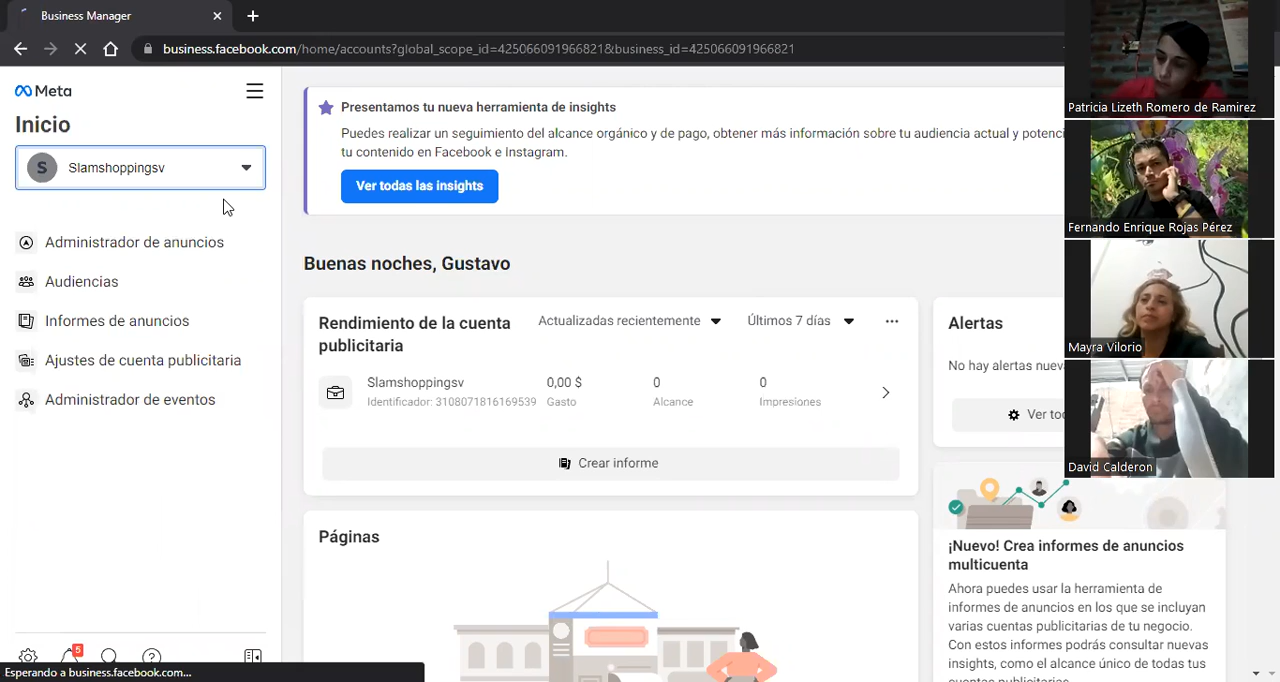 Business Manager
business.facebook.com/home/accounts?global_scope_id=425066091966821&business_id=425066091966821
Meta
Inicio
S Slamshoppingsv
Administrador de anuncios
Audiencias
Informes de anuncios
Ajustes de cuenta publicitaria
Administrador de eventos
5
Esperando a business.facebook.com...
Presentamos tu nueva herramienta de insights
Puedes realizar un seguimiento del alcance orgánico y de pago, obtener más información sobre tu audiencia actual y potenci
tu contenido en Facebook e Instagram.
Ver todas las insights
Buenas noches, Gustavo
Rendimiento de la cuenta
publicitaria
Actualizadas recientemente
Últimos 7 días
Slamshoppingsv
Identificador: 3108071816169539
0,00 $
Gasto
0
Alcance
0
Impresiones
Crear informe
Páginas
Alertas
No hay alertas nueva
Ver to
¡Nuevo! Crea informes de anuncios
multicuenta
Ahora puedes usar la herramienta de
informes de anuncios en los que se incluyan
varias cuentas publicitarias de tu negocio.
Con estos informes podrás consultar nuevas
insights, como el alcance único de todas tus
cuentas publicitarias
Patricia Lizeth Romero de Ramirez
Fernando Enrique Rojas Pérez
Mayra Vilorio
David Calderon